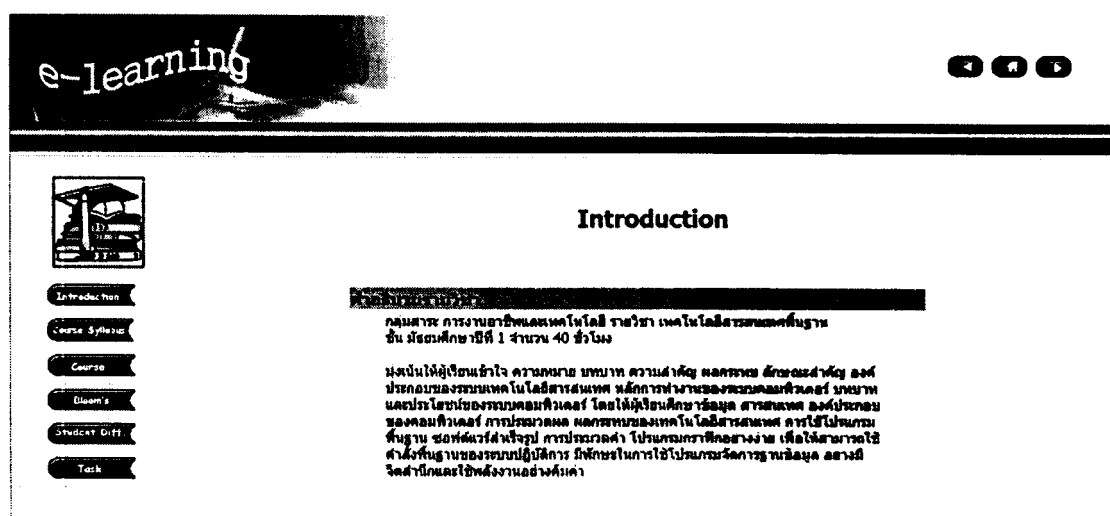 e-learning
Introduction
Introduction
Course Syllabus
Course
Bloom's
Student Diff.
Task
คำอธิบายรายวิชา
กลุ่มสาระ การงานอาชีพและเทคโนโลยี รายวิชา เทคโนโลยีสารสนเทศพื้นฐาน
ชั้น มัธยมศึกษาปีที่ 1 จำนวน 40 ชั่วโมง
มุ่งเน้นให้ผู้เรียนเข้าใจ ความหมาย บทบาท ความสำคัญ ผลกระทบ ลักษณะสำคัญ องค์
ประกอบของระบบเทคโนโลยีสารสนเทศ หลักการทำงานของระบบคอมพิวเตอร์ บทบาท
และประโยชน์ของระบบคอมพิวเตอร์ โดยให้ผู้เรียนศึกษาข้อมูล สารสนเทศ องค์ประกอบ
ของคอมพิวเตอร์ การประมวลผล ผลกระทบของเทคโนโลยีสารสนเทศ การใช้โปรแกรม
พื้นฐาน ซอฟต์แวร์สำเร็จรูป การประมวลคำ โปรแกรมกราฟิกอย่างง่าย เพื่อให้สามารถใช้
คำสั่งพื้นฐานของระบบปฏิบัติการ มีทักษะในการใช้โปรแกรมจัดการฐานข้อมูล อย่างมี
จิตสำนึกและใช้พลังงานอย่างคุ้มค่า